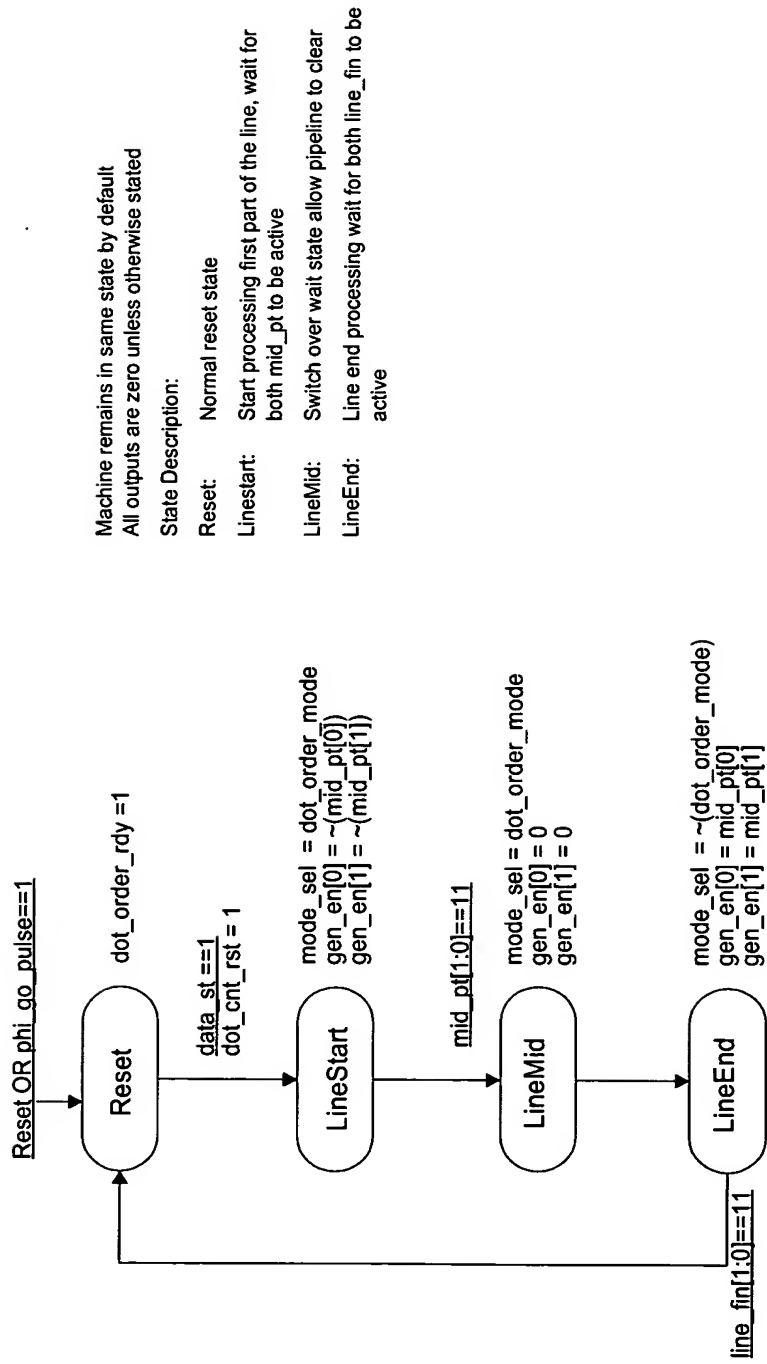 Reset OR phi_go_pulse==1
Reset
dot_order_rdy =1
data_st ==1
dot_cnt_rst = 1
LineStart
mode_sel = dot_order_mode
gen_en[0] = ~(mid_pt[0])
gen_en[1] = ~(mid_pt[1])
mid_pt[1:0]==11
LineMid
mode_sel = dot_order_mode
gen_en[0] = 0
gen_en[1] = 0
LineEnd
mode_sel = ~(dot_order_mode)
gen_en[0] = mid_pt[0]
gen_en[1] = mid_pt[1]
line_fin[1:0]==11
Machine remains in same state by default
All outputs are zero unless otherwise stated
State Description:
Reset: Normal reset state
Linestart: Start processing first part of the line, wait for
both mid_pt to be active
LineMid: Switch over wait state allow pipeline to clear
LineEnd: Line end processing wait for both line_fin to be
active